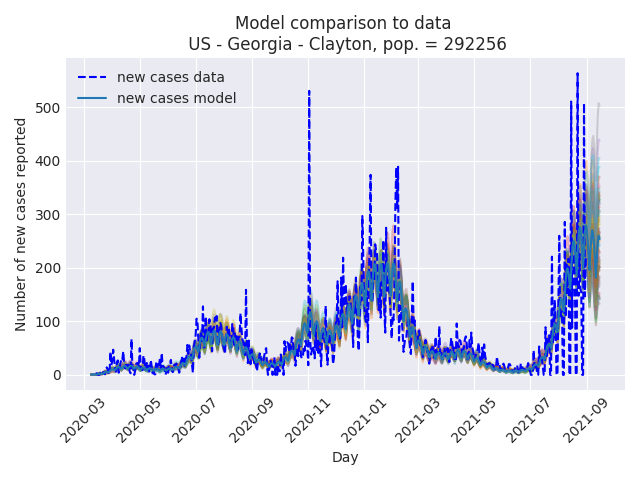 Model comparison to data
US - Georgia - Clayton, pop. = 292256
new cases data
new cases model
Number of new cases reported
500
400
300
200
100
0
2020-03
2020-05
2020-07
2020-09
2020-11
2021-01
2021-03
2021-05
2021-07
2021-09
Day